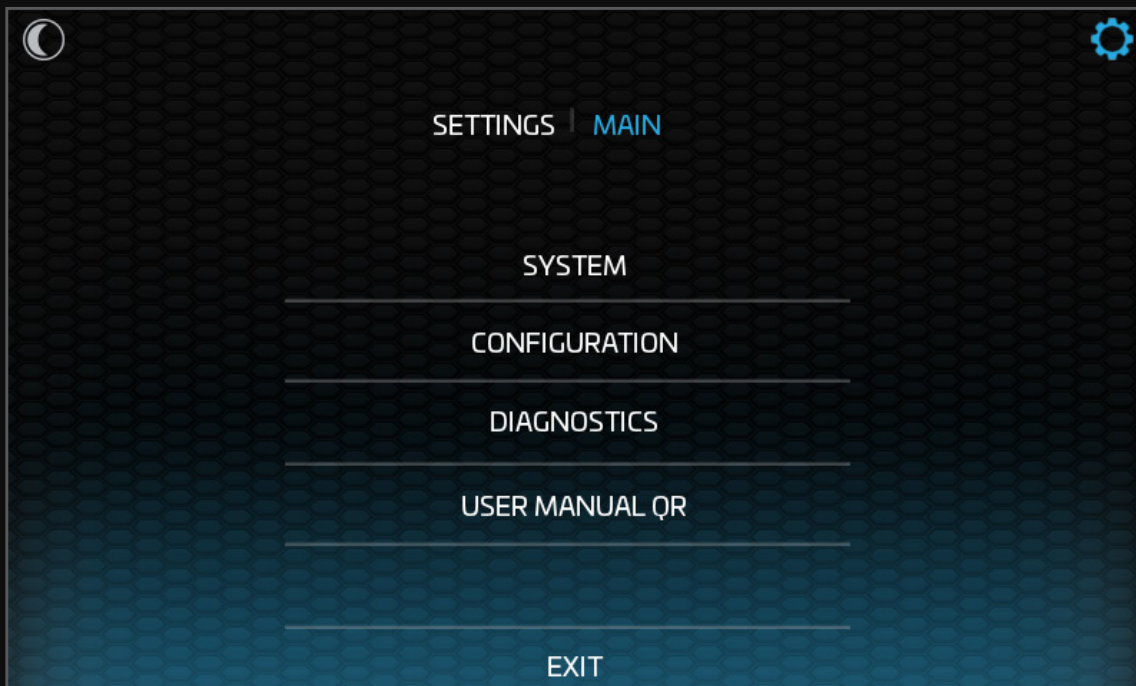 SETTINGS | MAIN
SYSTEM
CONFIGURATION
DIAGNOSTICS
USER MANUAL QR
EXIT